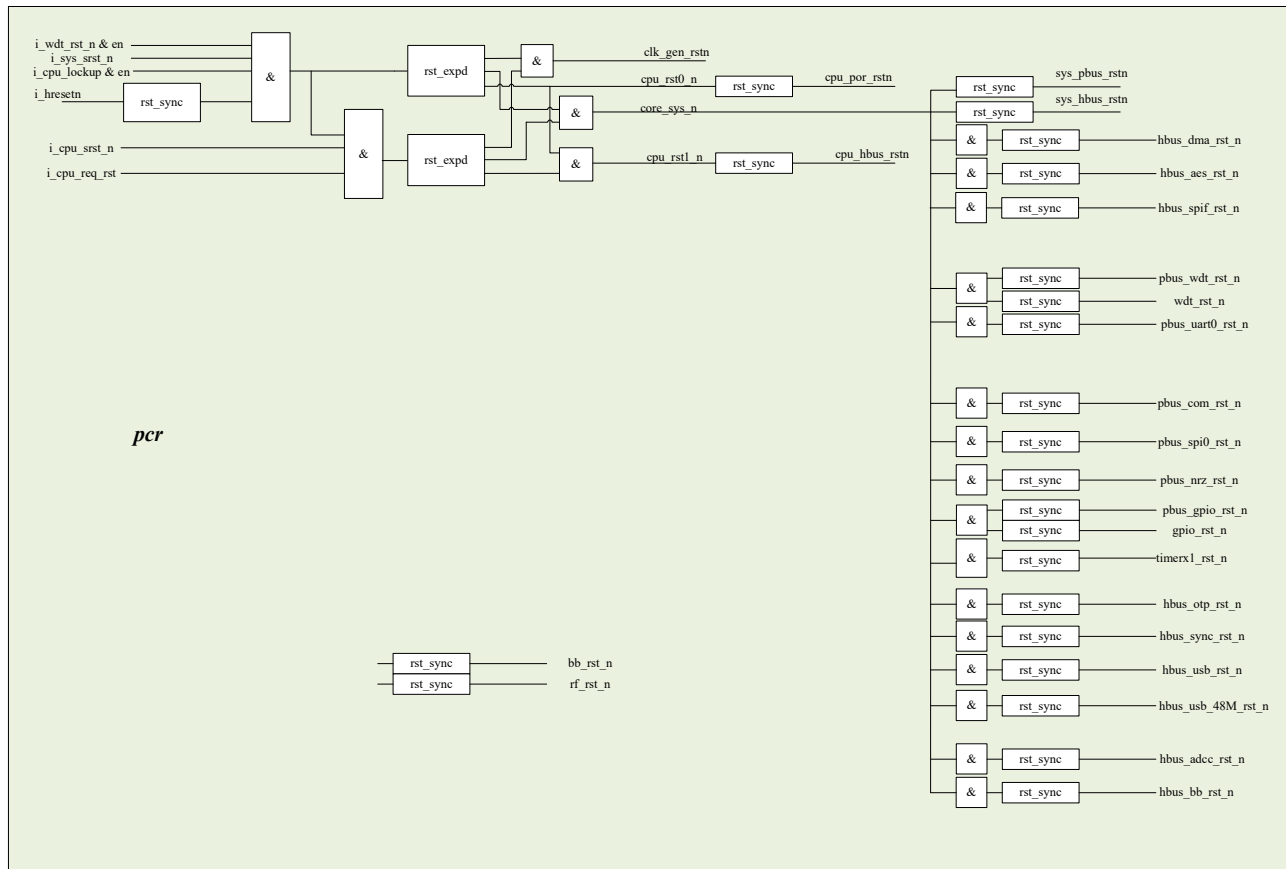 i_wdt_rst_n & en
i_sys_srst_n
i_cpu_lockup & en
i_hresetn
rst_sync
&
i_cpu_srst_n
i_cpu_req_rst
&
rst_expd
rst_expd
&
clk_gen_rstn
cpu_rst0_n
rst_sync
cpu_por_rstn
&
core_sys_n
&
cpu_rst1_n
rst_sync
cpu_hbus_rstn
rst_sync
sys_pbus_rstn
rst_sync
sys_hbus_rstn
& rst_sync hbus_dma_rst_n
& rst_sync hbus_aes_rst_n
& rst_sync hbus_spif_rst_n
& rst_sync pbus_wdt_rst_n
rst_sync wdt_rst_n
& rst_sync pbus_uart0_rst_n
& rst_sync pbus_com_rst_n
& rst_sync pbus_spi0_rst_n
& rst_sync pbus_nrz_rst_n
& rst_sync pbus_gpio_rst_n
rst_sync gpio_rst_n
& rst_sync timerx1_rst_n
& rst_sync hbus_otp_rst_n
& rst_sync hbus_sync_rst_n
& rst_sync hbus_usb_rst_n
& rst_sync hbus_usb_48M_rst_n
& rst_sync hbus_adcc_rst_n
& rst_sync hbus_bb_rst_n
pcr
rst_sync bb_rst_n
rst_sync rf_rst_n